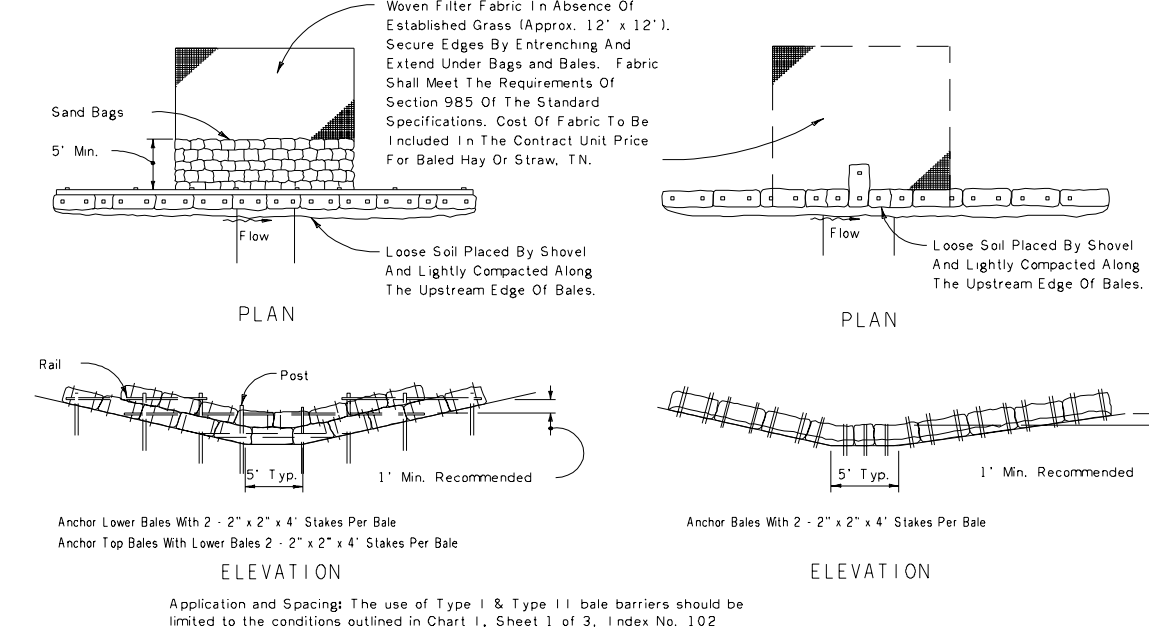 Woven Filter Fabric In Absence Of
Established Grass (Approx. 12' x 12').
Secure Edges By Entrenching And
Extend Under Bags and Bales. Fabric
Shall Meet The Requirements Of
Section 985 Of The Standard
Specifications. Cost Of Fabric To Be
Included In The Contract Unit Price
For Baled Hay Or Straw, TN.
Sand Bags
5' Min.
Flow
Loose Soil Placed By Shovel
And Lightly Compacted Along
The Upstream Edge Of Bales.
PLAN
Flow
Loose Soil Placed By Shovel
And Lightly Compacted Along
The Upstream Edge Of Bales.
PLAN
Rail
Post
5' Typ.
1' Min. Recommended
Anchor Lower Bales With 2 - 2" x 2" x 4' Stakes Per Bale
Anchor Top Bales With Lower Bales 2 - 2" x 2" x 4' Stakes Per Bale
ELEVATION
5' Typ.
1' Min. Recommended
Anchor Bales With 2 - 2" x 2" x 4' Stakes Per Bale
ELEVATION
Application and Spacing: The use of Type I & Type II bale barriers should be
limited to the conditions outlined in Chart I, Sheet 1 of 3, Index No. 102